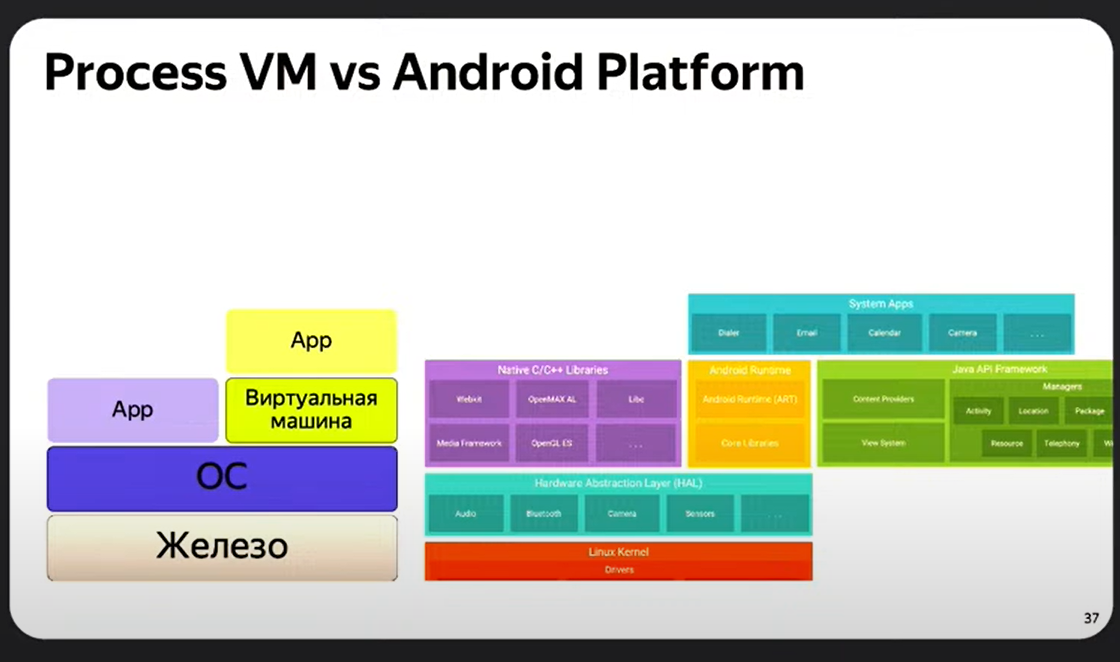 Process VM vs Android Platform
App
App
Виртуальная
машина
ОС
Железо
System Apps
Dialer
Email
Calendar
Camera
. . .
Native C/C++ Libraries
Webkit
OpenMAX AL
Libc
Media Framework
OpenGL ES
. . .
Android Runtime
Android Runtime (ART)
Core Libraries
Java API Framework
Content Providers
View System
Managers
Activity
Location
Package
Resource
Telephony
Hardware Abstraction Layer (HAL)
Audio
Bluetooth
Camera
Sensors
. . .
Linux Kernel
Drivers
37